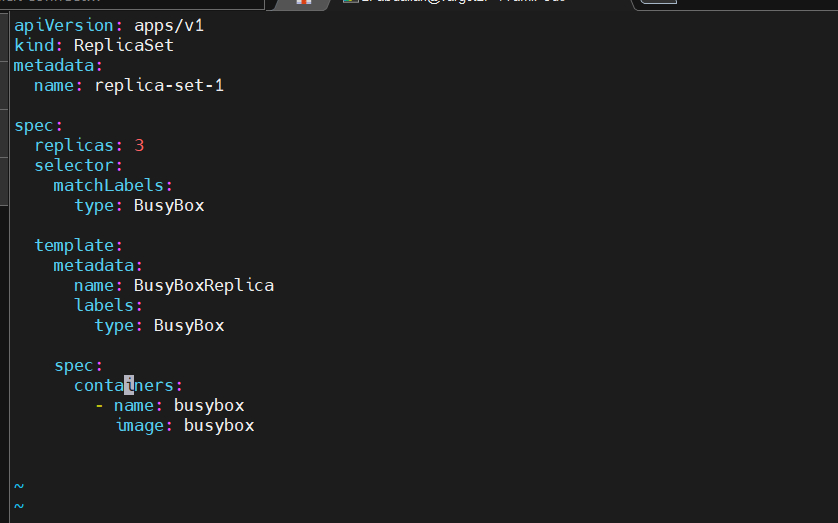 apiVersion: apps/v1
kind: ReplicaSet
metadata:
  name: replica-set-1

spec:
  replicas: 3
  selector:
    matchLabels:
      type: BusyBox

  template:
    metadata:
      name: BusyBoxReplica
      labels:
        type: BusyBox

    spec:
      containers:
        - name: busybox
          image: busybox

~
~